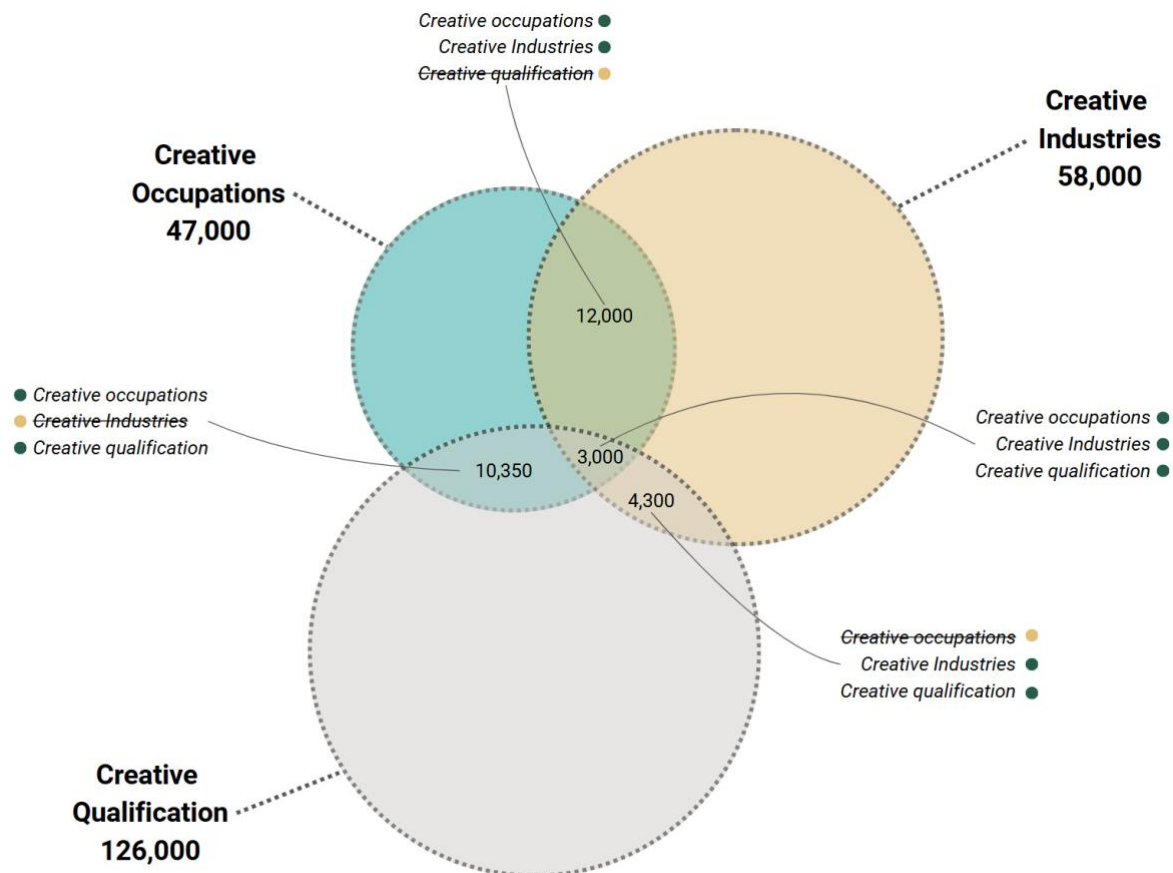 Creative occupations
Creative Industries
Creative qualification
Creative
Industries
58,000
Creative
Occupations
47,000
12,000
Creative occupations
Creative Industries
Creative qualification
Creative occupations
Creative Industries
Creative qualification
10,350
3,000
4,300
Creative occupations
Creative Industries
Creative qualification
Creative
Qualification
126,000